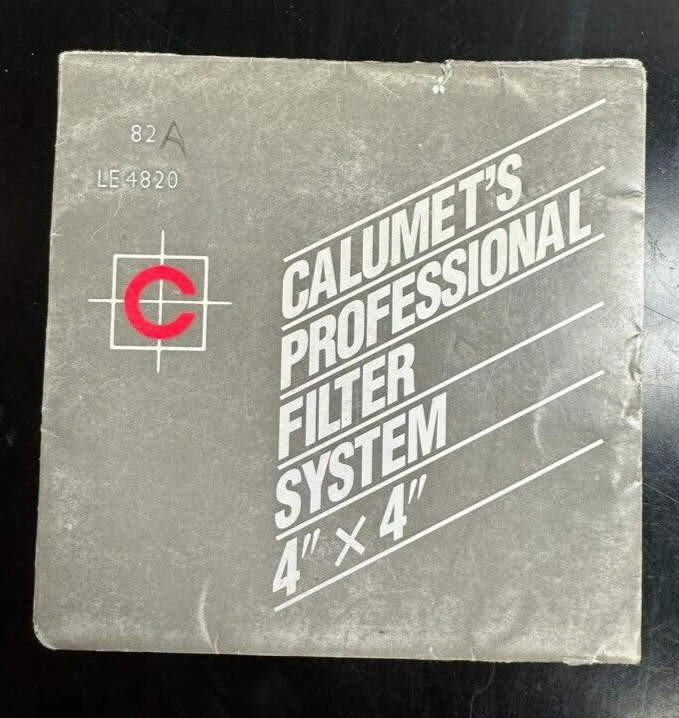 82A
LE 4820
C
CALUMET'S
PROFESSIONAL
FILTER
SYSTEM
4" × 4"